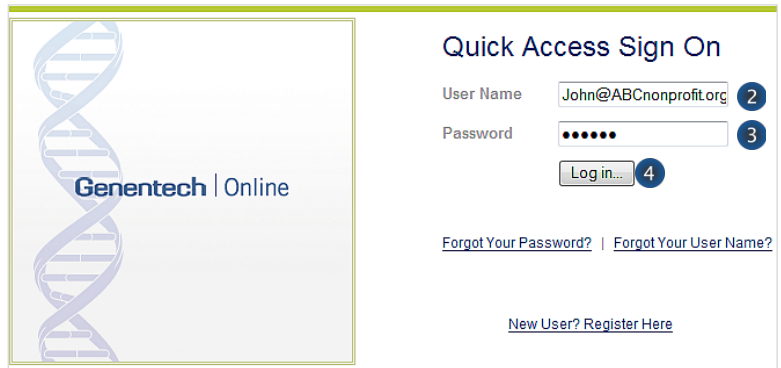 Quick Access Sign On
User Name John@ABCnonprofit.org 2
Password •••••• 3
Log in... 4
Genentech | Online
Forgot Your Password? | Forgot Your User Name?
New User? Register Here